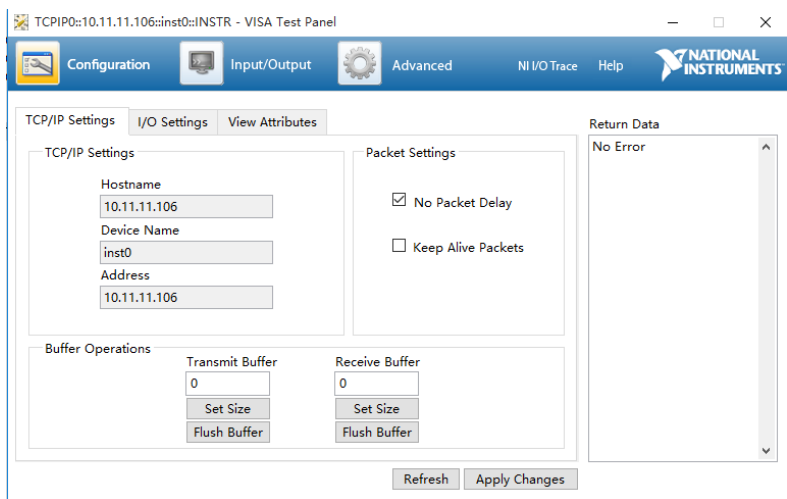 TCPIP0::10.11.11.106::inst0::INSTR - VISA Test Panel
Configuration
Input/Output
Advanced
NI I/O Trace
Help
NATIONAL
INSTRUMENTS
TCP/IP Settings
I/O Settings
View Attributes
TCP/IP Settings
Hostname
10.11.11.106
Device Name
inst0
Address
10.11.11.106
Packet Settings
No Packet Delay
Keep Alive Packets
Buffer Operations
Transmit Buffer
0
Set Size
Flush Buffer
Receive Buffer
0
Set Size
Flush Buffer
Return Data
No Error
Refresh
Apply Changes